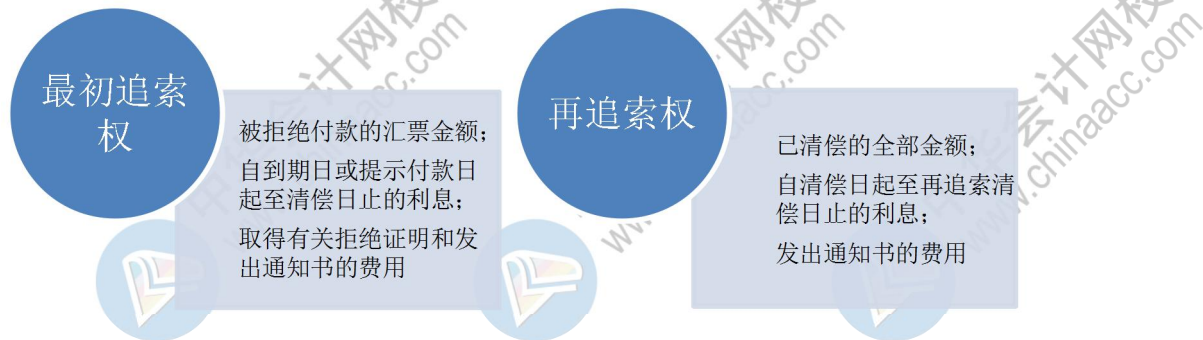 最初追索
权
被拒绝付款的汇票金额；
自到期日或提示付款日
起至清偿日止的利息；
取得有关拒绝证明和发
出通知书的费用
再追索权
已清偿的全部金额；
自清偿日起至再追索清
偿日止的利息；
发出通知书的费用